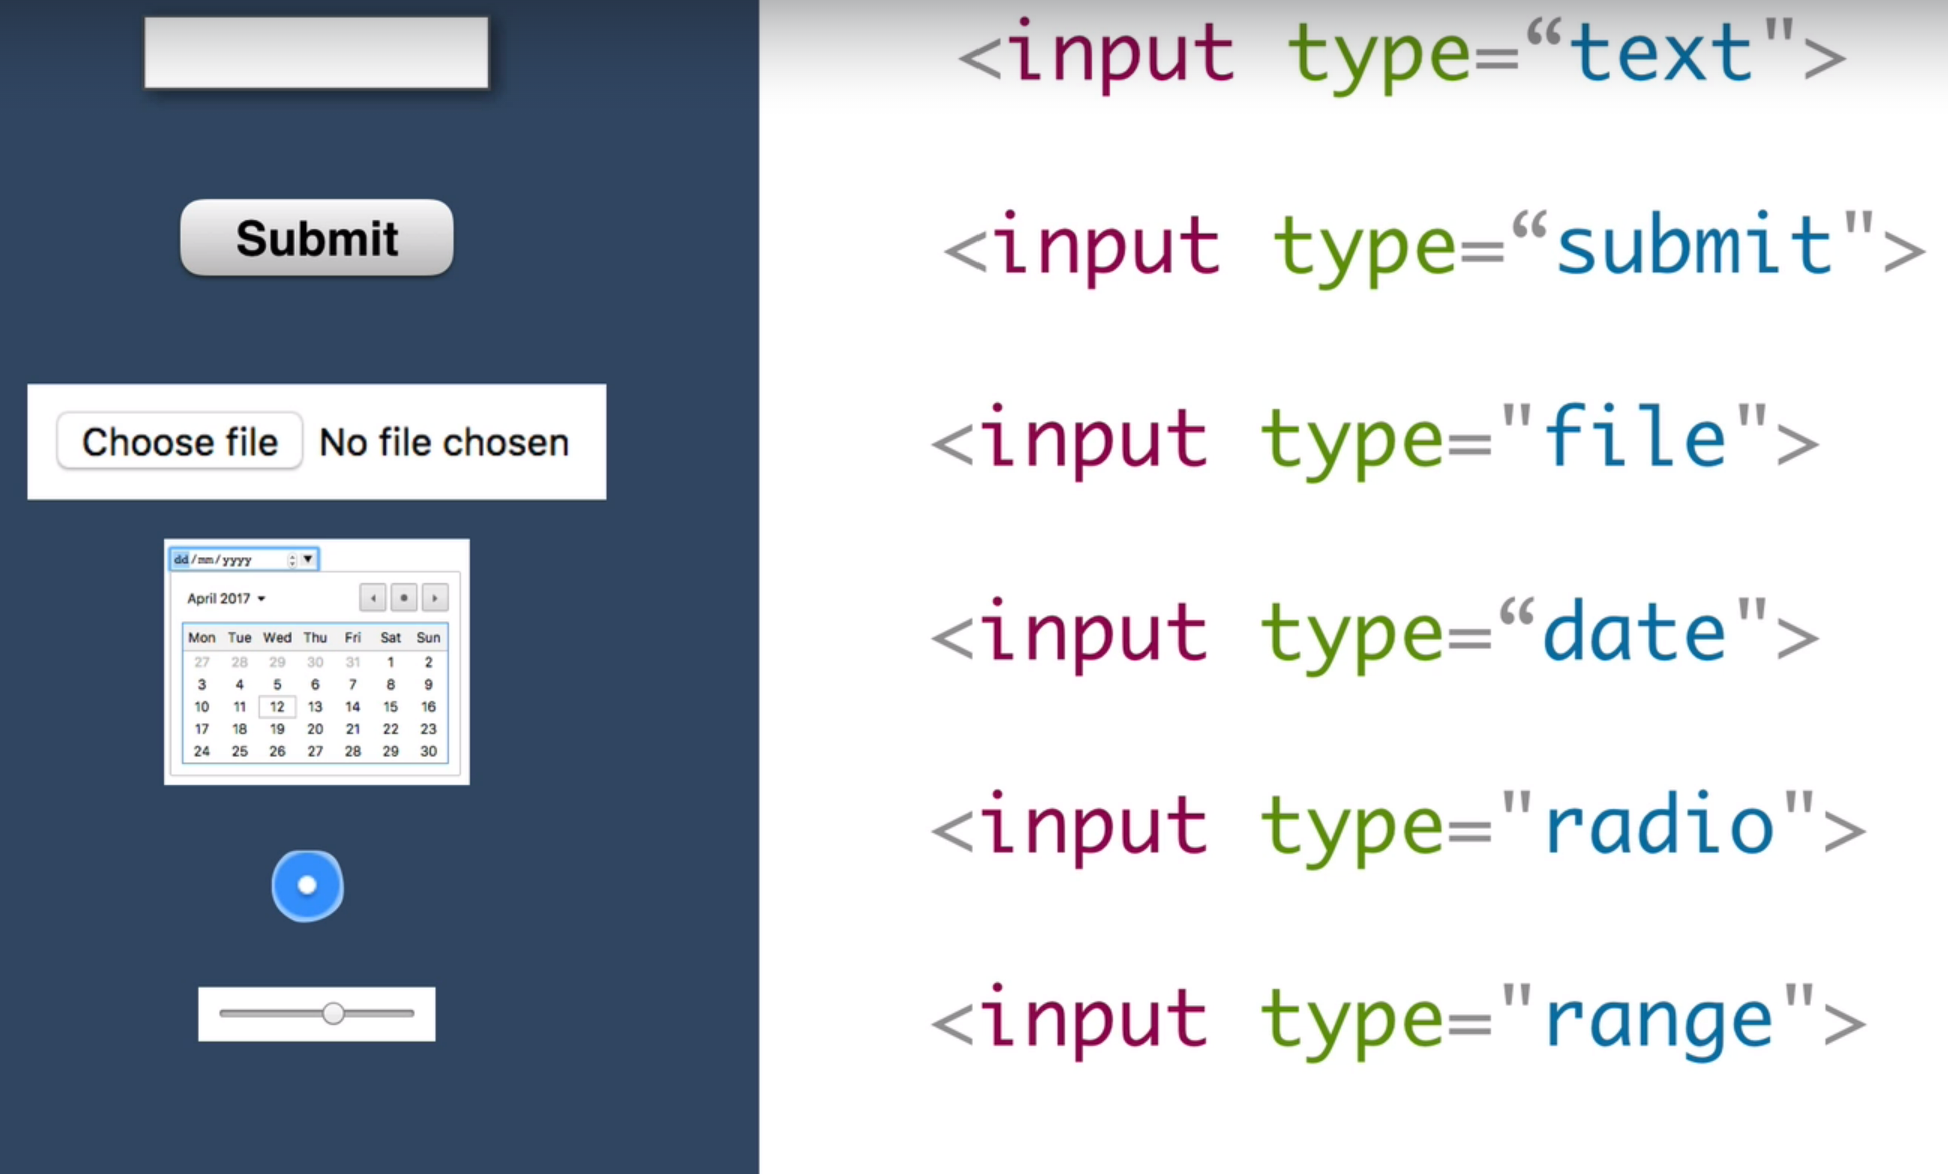 <input type=“text">
Submit
<input type=“submit">
Choose file No file chosen
<input type="file">
dd/mm/yyyy
April 2017
Mon Tue Wed Thu Fri Sat Sun
27 28 29 30 31 1 2
3 4 5 6 7 8 9
10 11 12 13 14 15 16
17 18 19 20 21 22 23
24 25 26 27 28 29 30
<input type=“date">
<input type="radio">
<input type="range">